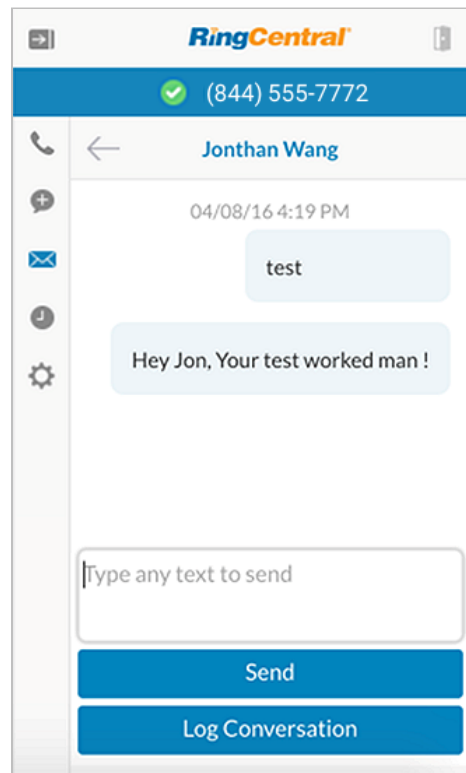 RingCentral
(844) 555-7772
Jonthan Wang
04/08/16 4:19 PM
test
Hey Jon, Your test worked man !
Type any text to send
Send
Log Conversation